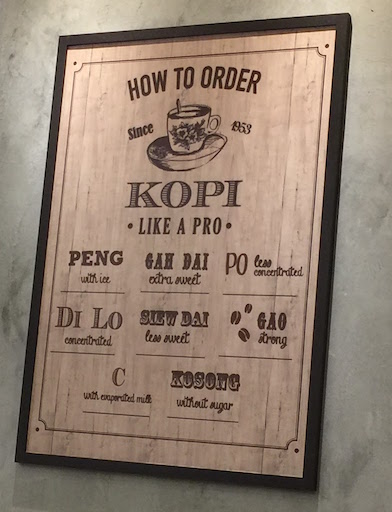 HOW TO ORDER
since 1953
KOPI
• LIKE A PRO •
PENG
with ice
GAH DAI
extra sweet
PO less
concentrated
DI LO
concentrated
SIEW DAI
less sweet
GAO
strong
C
with evaporated milk
KOSONG
without sugar